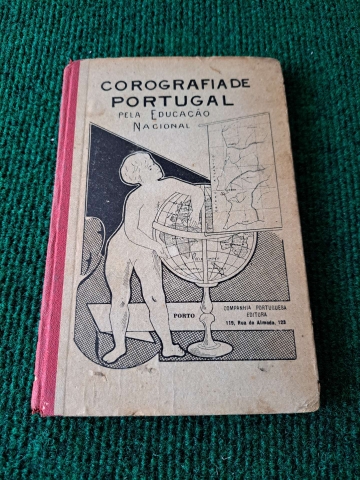 COROGRAFIA DE
PORTUGAL
PELA EDUCAÇÃO
NACIONAL
PORTO
COMPANHIA PORTUGUESA
EDITORA
119, Rua do Almada, 123